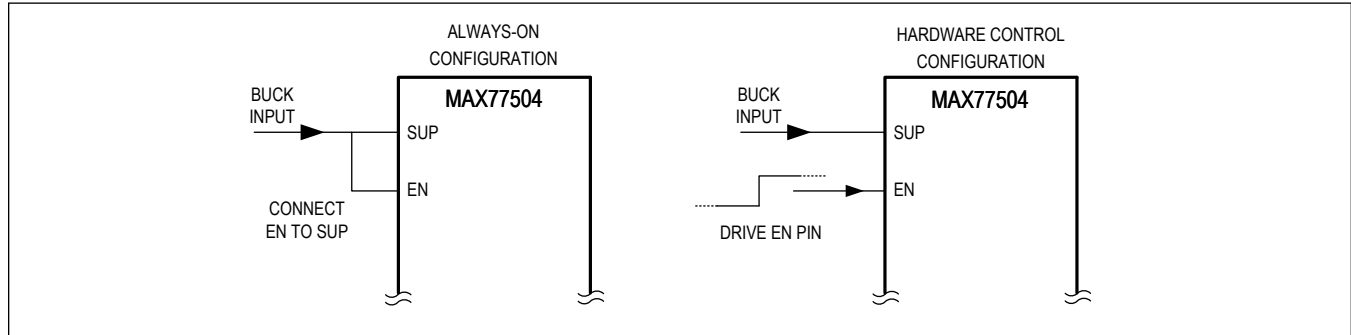 ALWAYS-ON
CONFIGURATION
MAX77504
BUCK
INPUT
SUP
EN
CONNECT
EN TO SUP
HARDWARE CONTROL
CONFIGURATION
MAX77504
BUCK
INPUT
SUP
EN
DRIVE EN PIN